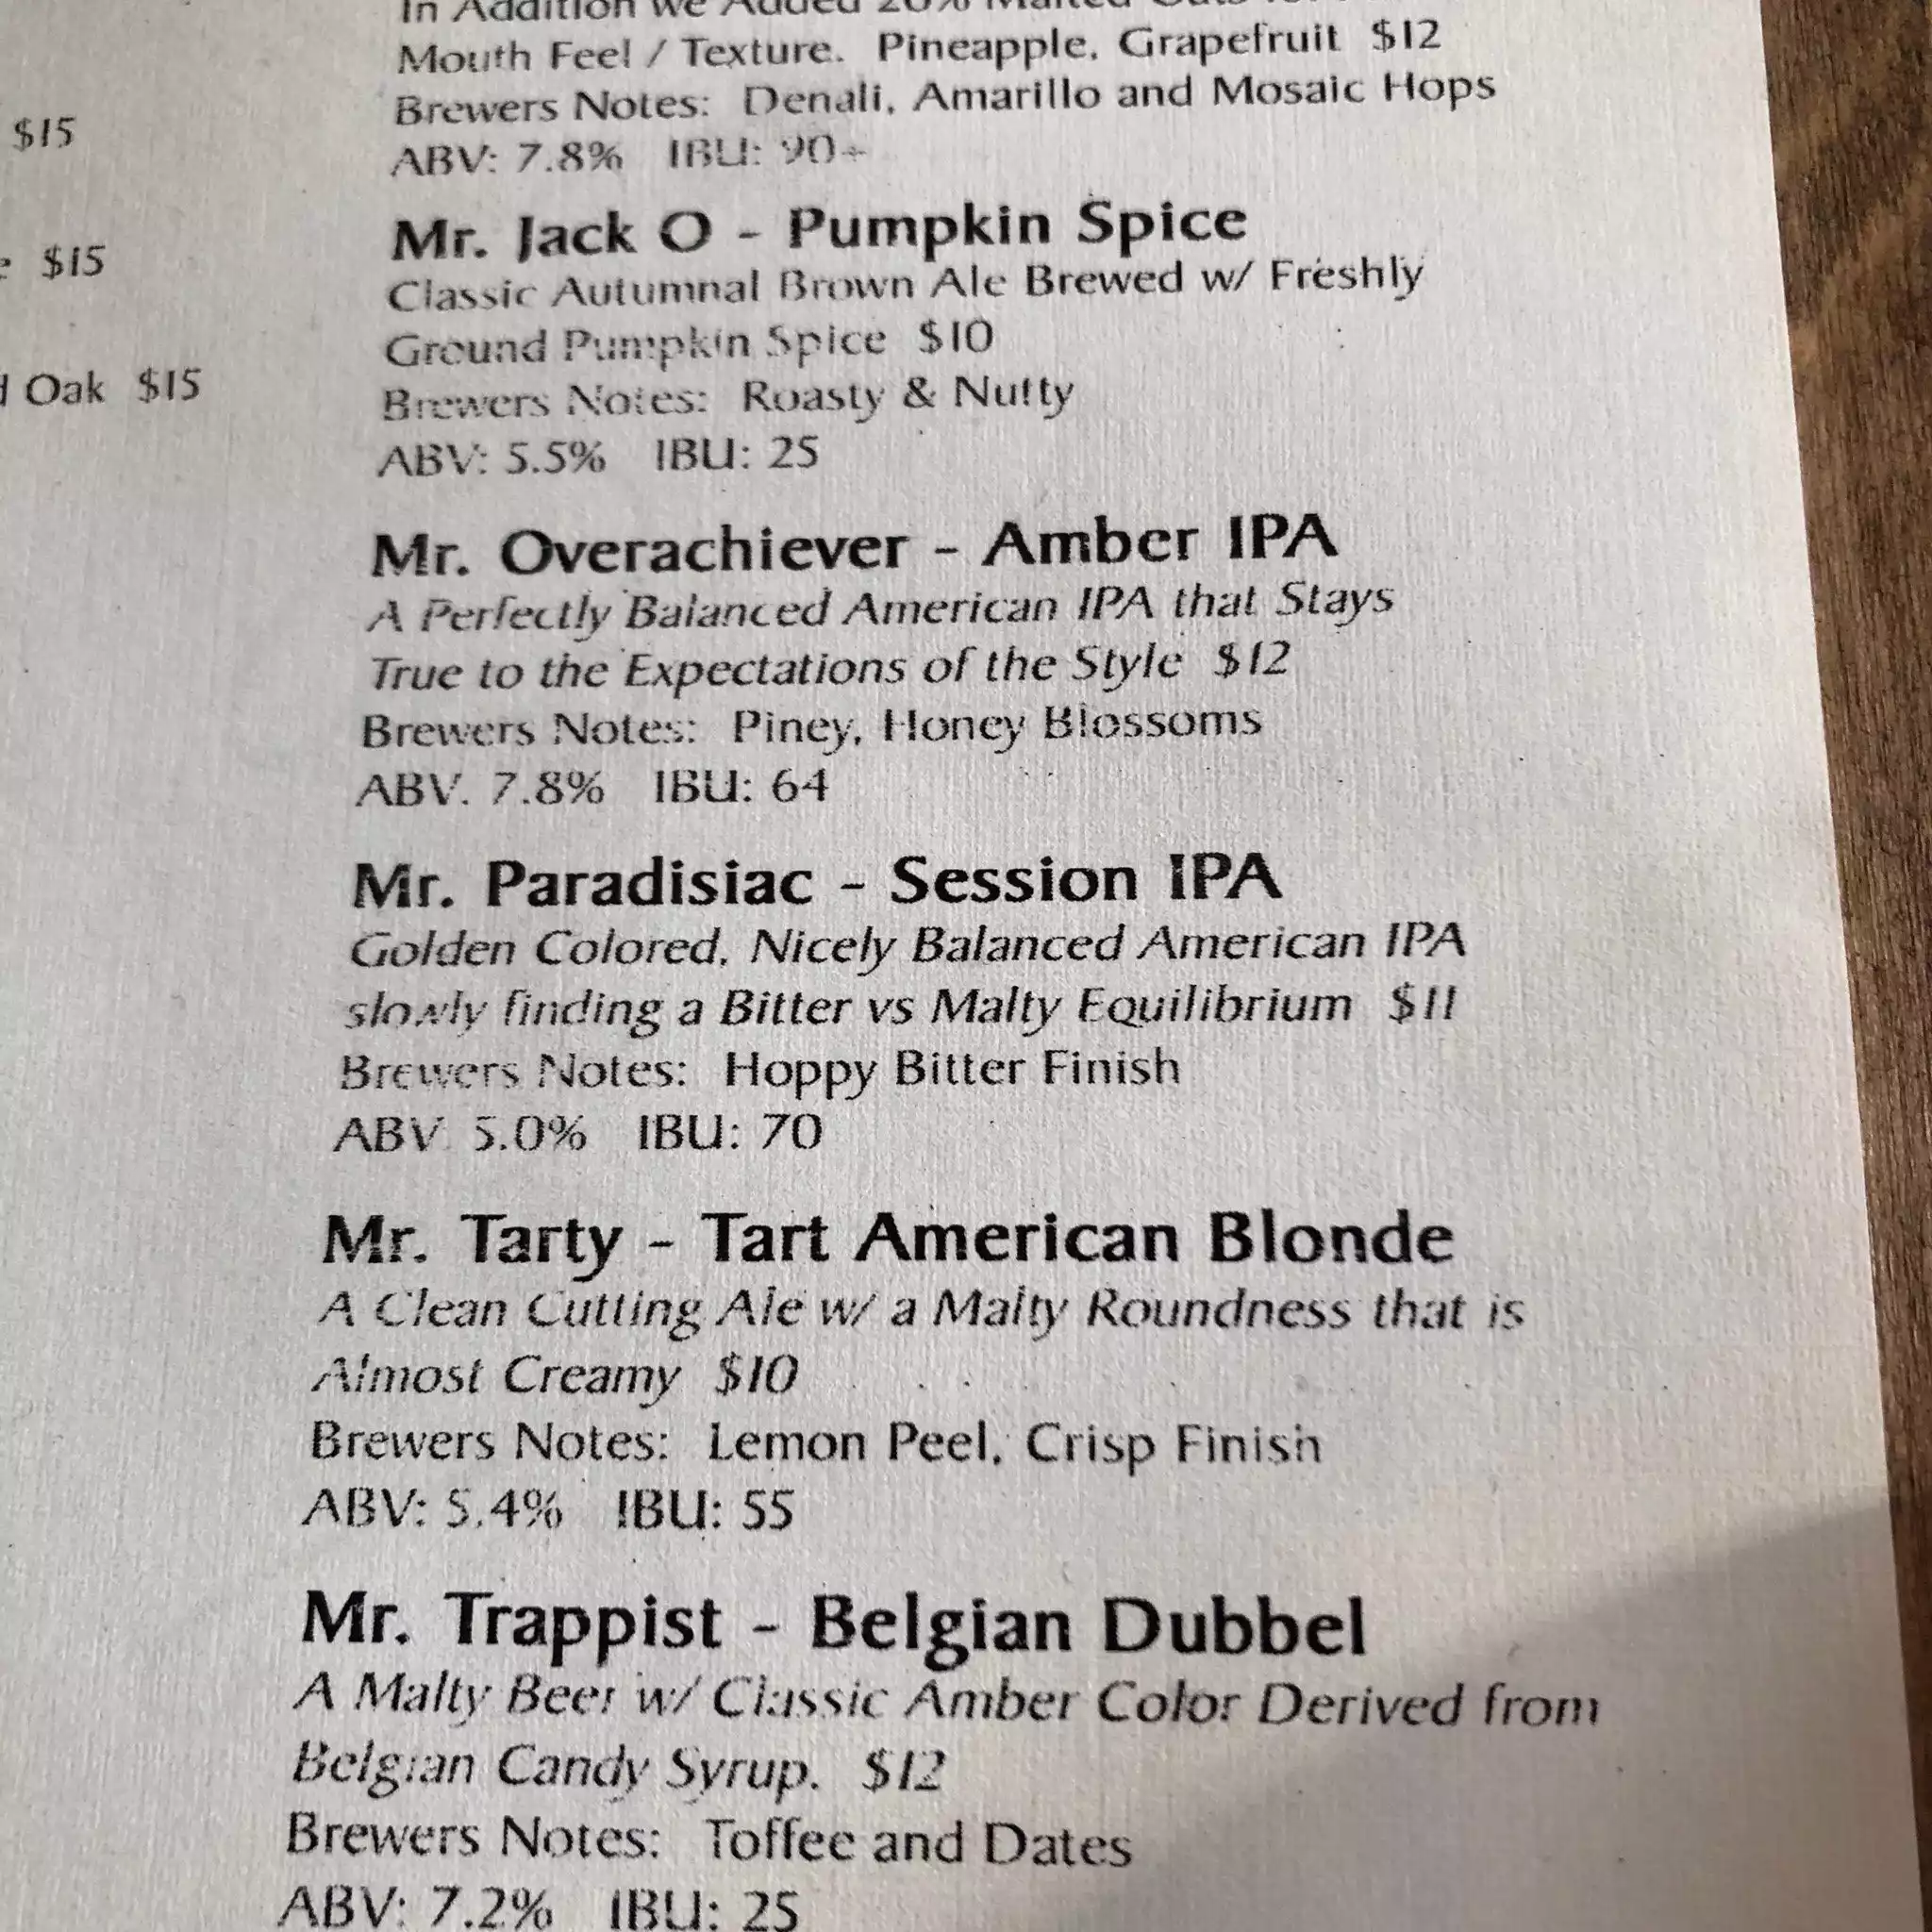 In Addition we Added 20% Malted Oats
Mouth Feel / Texture. Pineapple, Grapefruit $12
Brewers Notes: Denali, Amarillo and Mosaic Hops
ABV: 7.8% IBU: 90+
$15
$15
Oak $15
Mr. Jack O - Pumpkin Spice
Classic Autumnal Brown Ale Brewed w/ Freshly
Ground Pumpkin Spice $10
Brewers Notes: Roasty & Nutty
ABV: 5.5% IBU: 25
Mr. Overachiever - Amber IPA
A Perfectly Balanced American IPA that Stays
True to the Expectations of the Style $12
Brewers Notes: Piney, Honey Blossoms
ABV. 7.8% IBU: 64
Mr. Paradisiac - Session IPA
Golden Colored, Nicely Balanced American IPA
slowly finding a Bitter vs Malty Equilibrium $11
Brewers Notes: Hoppy Bitter Finish
ABV 5.0% IBU: 70
Mr. Tarty - Tart American Blonde
A Clean Cutting Ale w/ a Malty Roundness that is
Almost Creamy $10
Brewers Notes: Lemon Peel, Crisp Finish
ABV: 5.4% IBU: 55
Mr. Trappist - Belgian Dubbel
A Malty Beer w/ Classic Amber Color Derived from
Belgian Candy Syrup. $12
Brewers Notes: Toffee and Dates
ABV: 7.2% IBU: 25